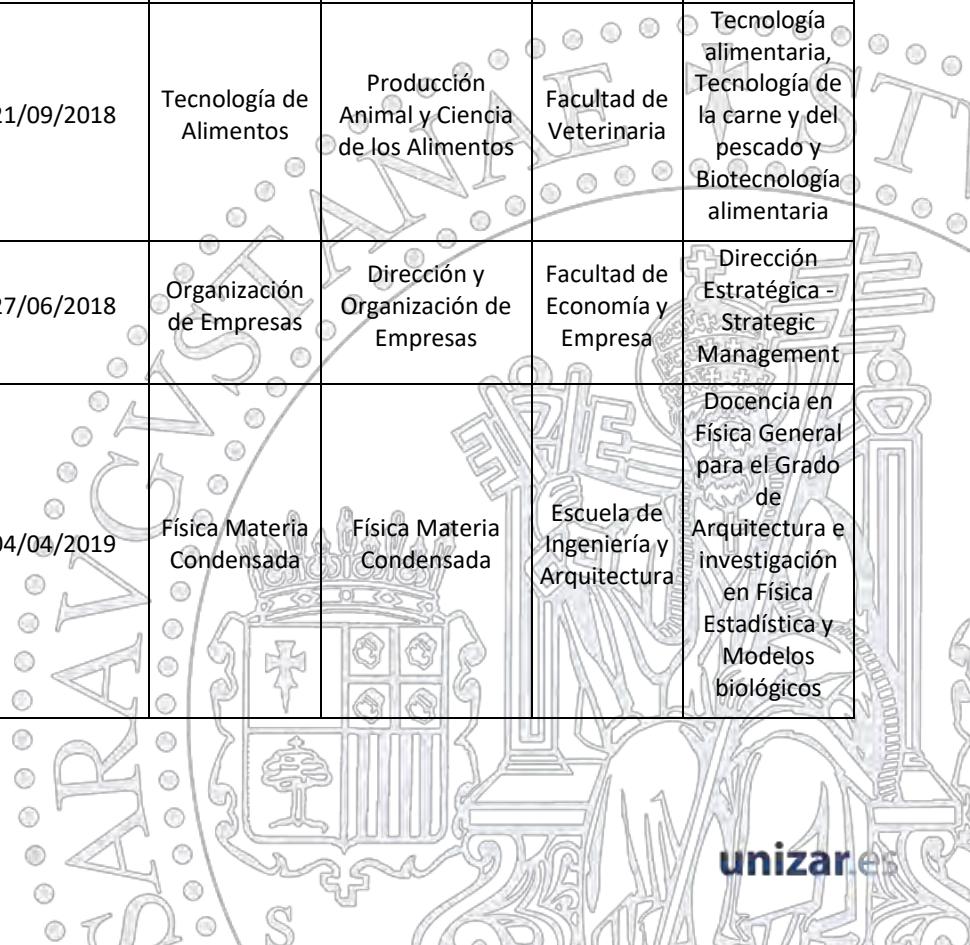 21/09/2018
Tecnología de
Alimentos
Producción
Animal y Ciencia
de los Alimentos
Facultad de
Veterinaria
Tecnología
alimentaria,
Tecnología de
la carne y del
pescado y
Biotecnología
alimentaria
27/06/2018
Organización
de Empresas
Dirección y
Organización de
Empresas
Facultad de
Economía y
Empresa
Dirección
Estratégica -
Strategic
Management
04/04/2019
Física Materia
Condensada
Física Materia
Condensada
Escuela de
Ingeniería y
Arquitectura
Docencia en
Física General
para el Grado
de
Arquitectura e
investigación
en Física
Estadística y
Modelos
biológicos
unizar.es